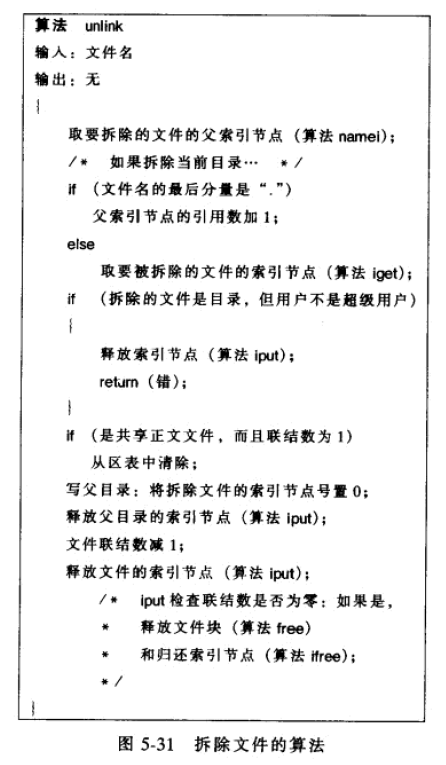 算法 unlink
输入：文件名
输出：无
{
取要拆除的文件的父索引节点（算法 namei）；
/* 如果拆除当前目录… */
if （文件名的最后分量是“.”）
父索引节点的引用数加 1；
else
取要被拆除的文件的索引节点（算法 iget）；
if （拆除的文件是目录，但用户不是超级用户）
{
释放索引节点（算法 iput）；
return（错）；
}
if （是共享正文文件，而且联结数为 1）
从区表中清除；
写父目录：将拆除文件的索引节点号置 0；
释放父目录的索引节点（算法 iput）；
文件联结数减 1；
释放文件的索引节点（算法 iput）；
/* iput 检查联结数是否为零：如果是，
* 释放文件块（算法 free）
* 和归还索引节点（算法 ifree）；
* /
}
图 5-31 拆除文件的算法